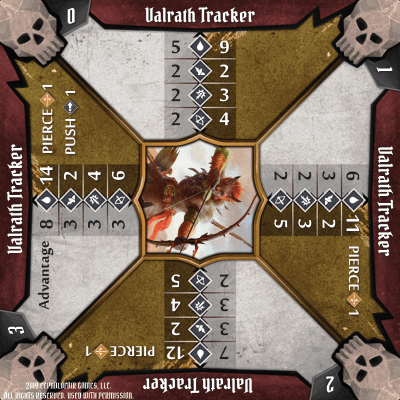 0
Valrath Tracker
5 9
2 2
2 3
2 4
1
Valrath Tracker
6 11 PIERCE 1
3 2
2 3
2 5
2
Valrath Tracker
7 12 PIERCE 1
3 2
3 4
2 5
3
Valrath Tracker
Advantage 8 14 PIERCE 1
3 2 PUSH 1
3 4
3 6
2019 CEPHALOFAIR GAMES, LLC.
ALL RIGHTS RESERVED. USED WITH PERMISSION.